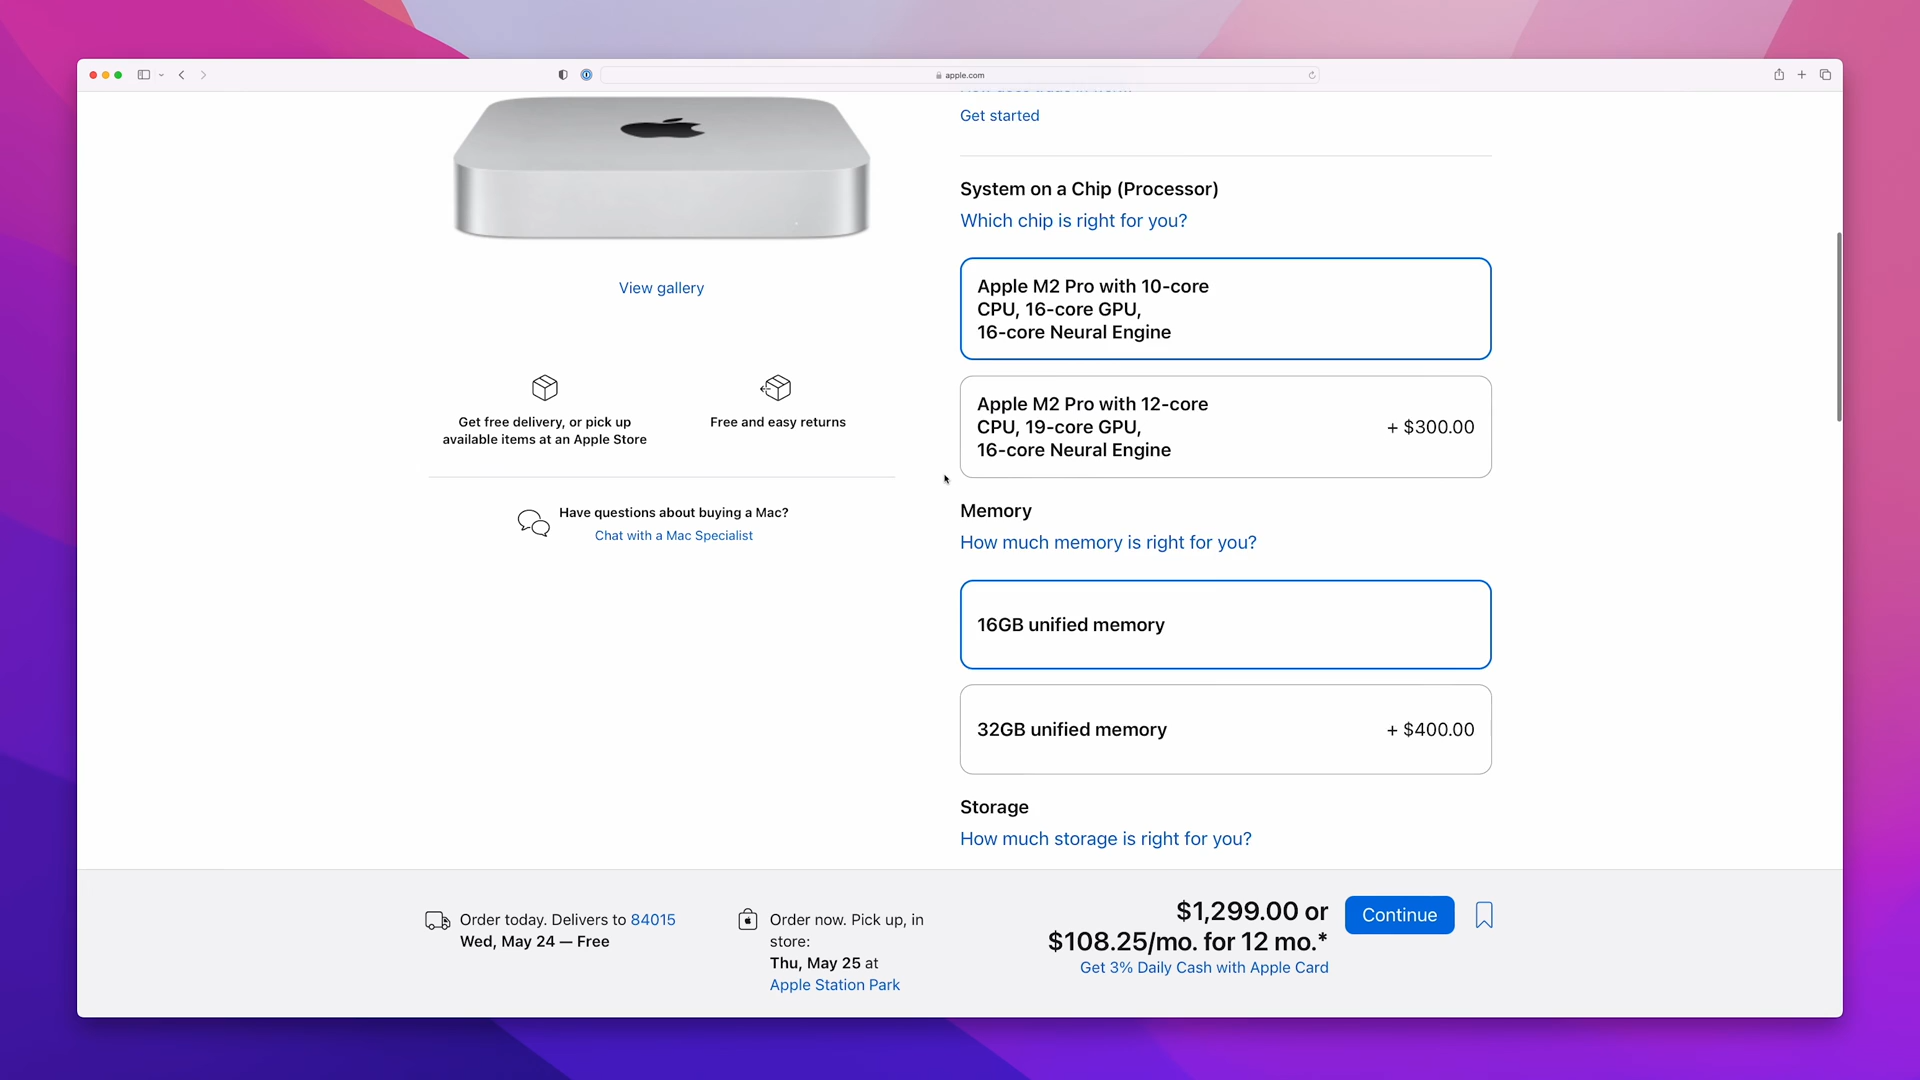 apple.com
Get started
System on a Chip (Processor)
Which chip is right for you?
Apple M2 Pro with 10-core
CPU, 16-core GPU,
16-core Neural Engine
View gallery
Apple M2 Pro with 12-core
CPU, 19-core GPU,
16-core Neural Engine
+ $300.00
Get free delivery, or pick up
available items at an Apple Store
Free and easy returns
Have questions about buying a Mac?
Chat with a Mac Specialist
Memory
How much memory is right for you?
16GB unified memory
32GB unified memory
+ $400.00
Storage
How much storage is right for you?
Order today. Delivers to 84015
Wed, May 24 — Free
Order now. Pick up, in
store:
Thu, May 25 at
Apple Station Park
$1,299.00 or
$108.25/mo. for 12 mo.*
Get 3% Daily Cash with Apple Card
Continue